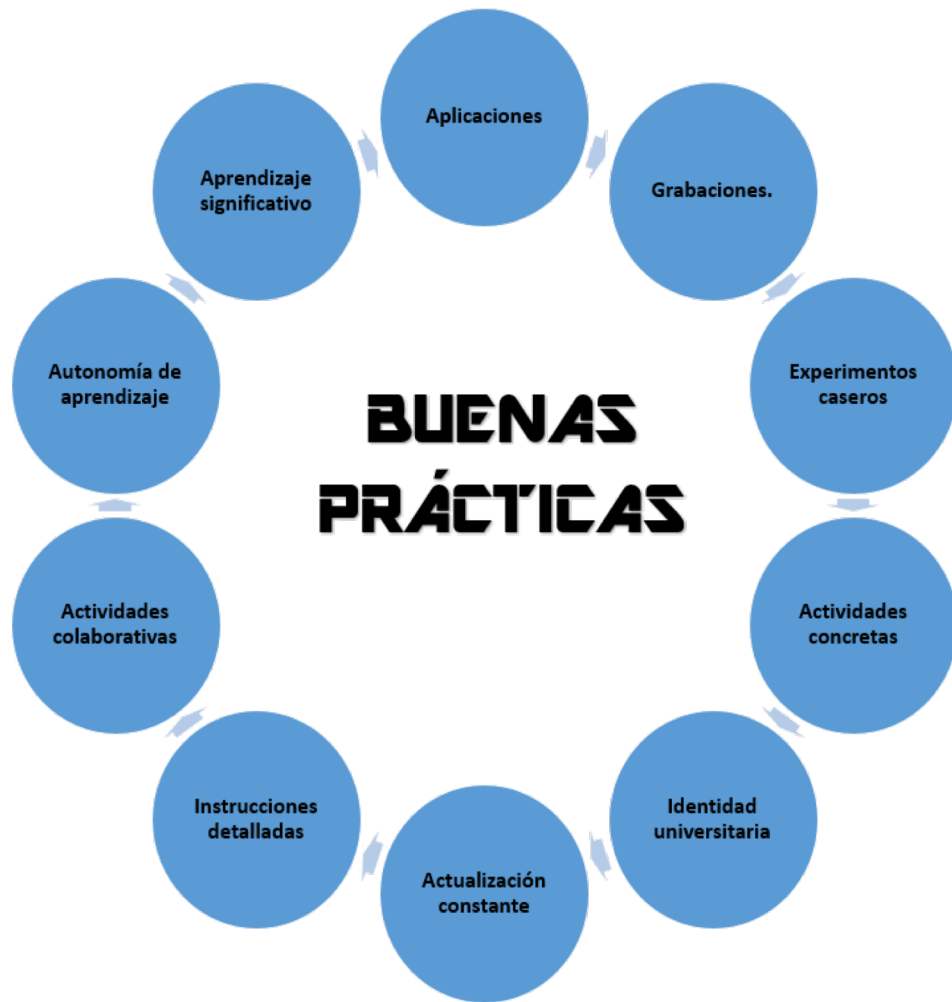 Aplicaciones
Grabaciones.
Experimentos
caseros
Actividades
concretas
Identidad
universitaria
Actualización
constante
Instrucciones
detalladas
Actividades
colaborativas
Autonomía de
aprendizaje
Aprendizaje
significativo
BUENAS
PRÁCTICAS